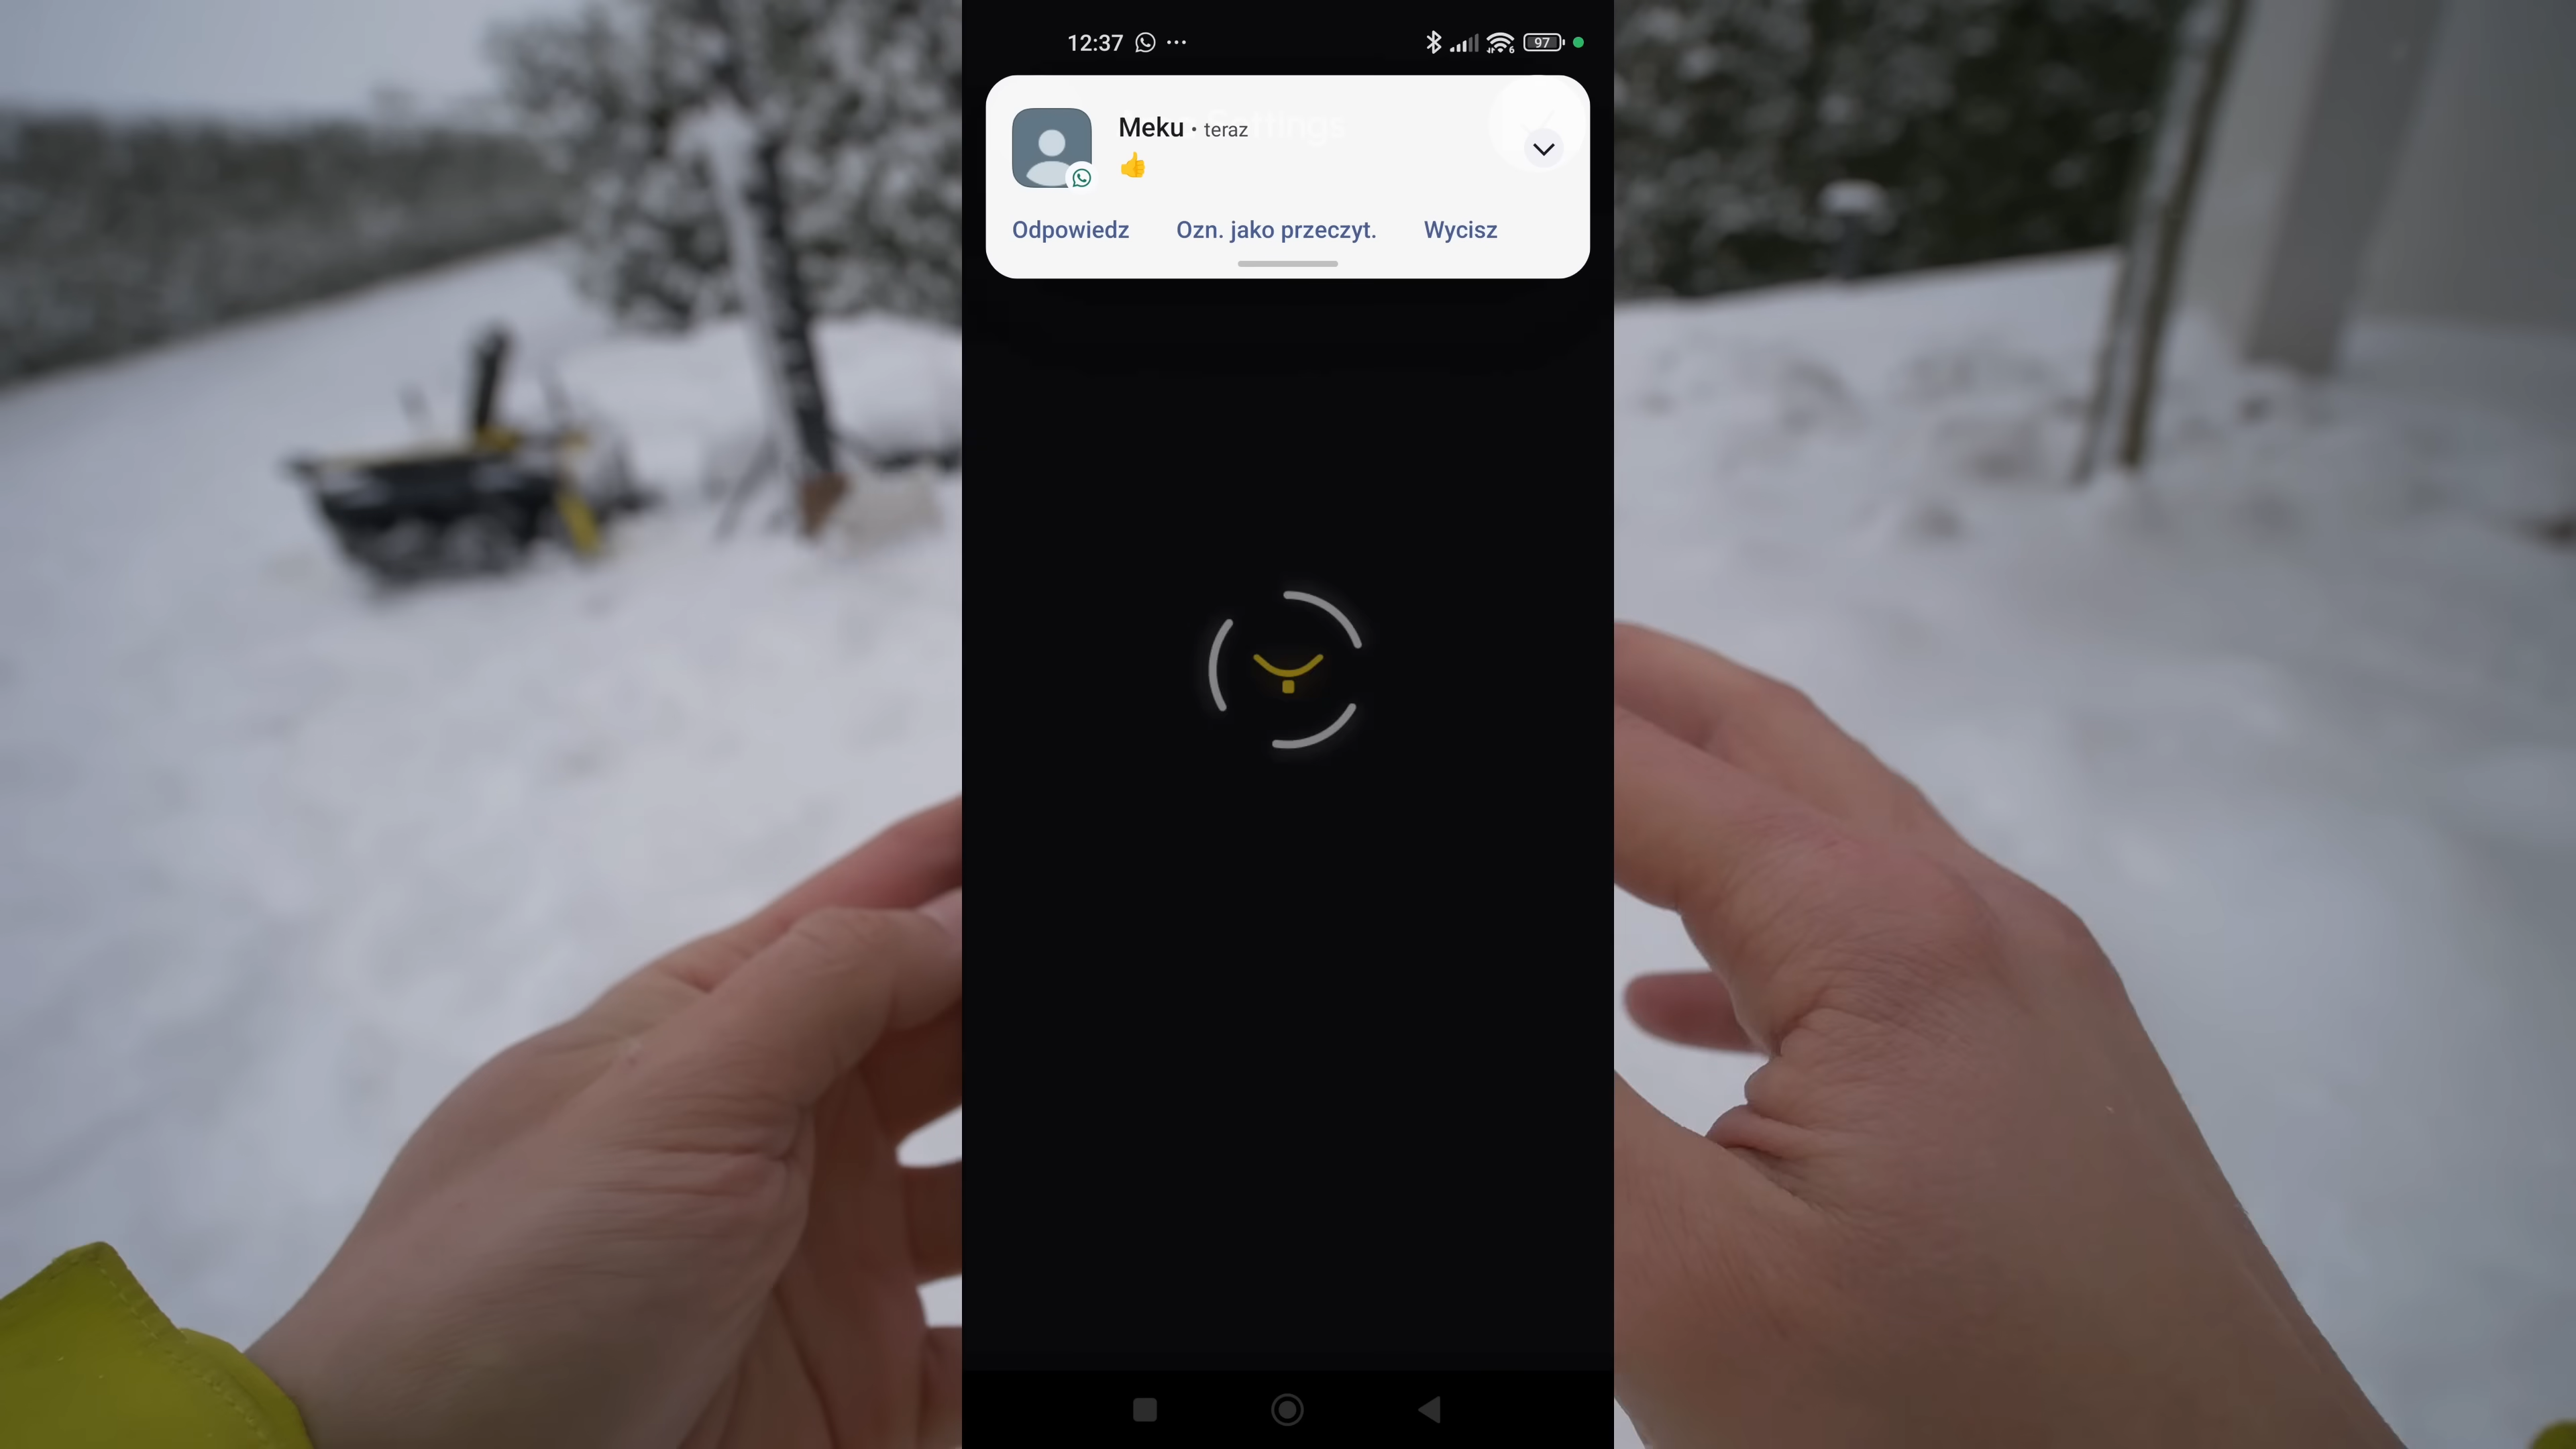 12:37
97
Meku · teraz
👍
Odpowiedz Ozn. jako przeczyt. Wycisz